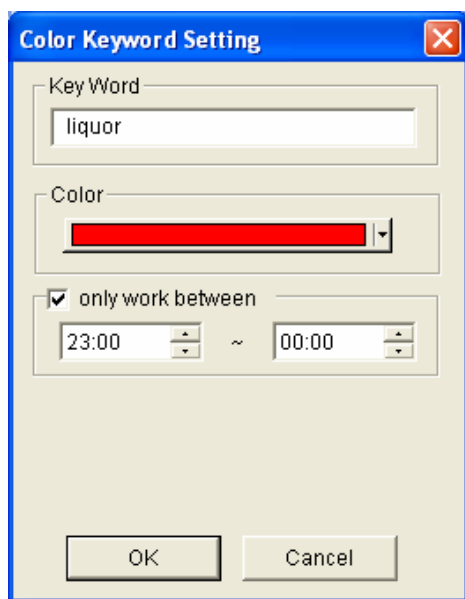 Color Keyword Setting
Key Word
liquor
Color
only work between
23:00 ~ 00:00
OK Cancel